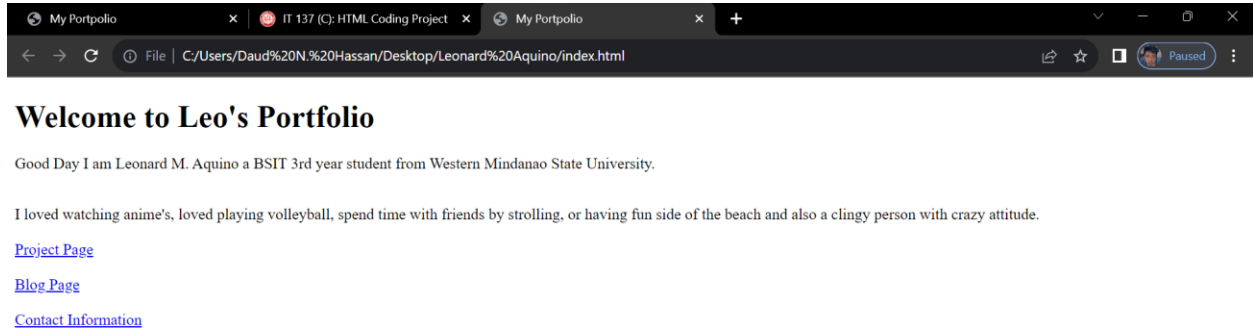 My Portpolio
IT 137 (C): HTML Coding Project
My Portpolio
File | C:/Users/Daud%20N.%20Hassan/Desktop/Leonard%20Aquino/index.html
Paused
Welcome to Leo's Portfolio
Good Day I am Leonard M. Aquino a BSIT 3rd year student from Western Mindanao State University.
I loved watching anime's, loved playing volleyball, spend time with friends by strolling, or having fun side of the beach and also a clingy person with crazy attitude.
Project Page
Blog Page
Contact Information